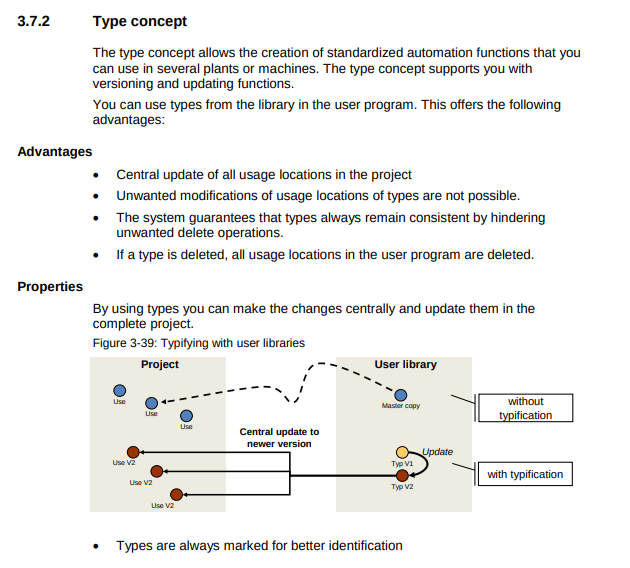 3.7.2 Type concept
The type concept allows the creation of standardized automation functions that you
can use in several plants or machines. The type concept supports you with
versioning and updating functions.
You can use types from the library in the user program. This offers the following
advantages:
Advantages
• Central update of all usage locations in the project
• Unwanted modifications of usage locations of types are not possible.
• The system guarantees that types always remain consistent by hindering
unwanted delete operations.
• If a type is deleted, all usage locations in the user program are deleted.
Properties
By using types you can make the changes centrally and update them in the
complete project.
Figure 3-39: Typifying with user libraries
Project
User library
Use
Use
Use
Master copy
without
typification
Central update to
newer version
Use V2
Use V2
Use V2
Update
Typ V1
Typ V2
with typification
• Types are always marked for better identification